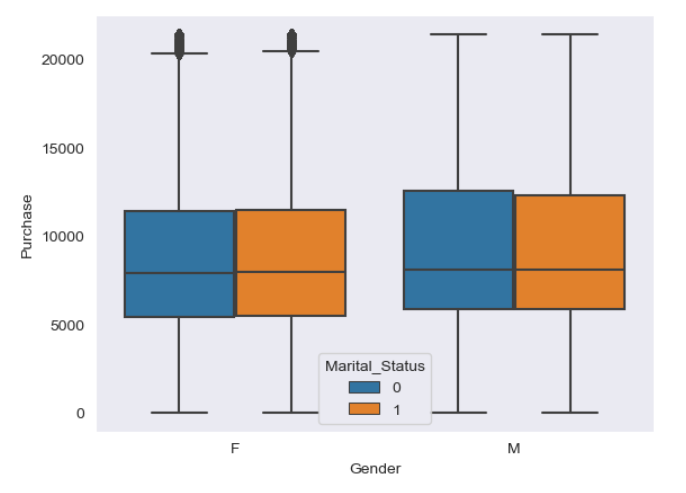 20000
15000
10000
5000
0
Purchase
Marital_Status
0
1
F
M
Gender